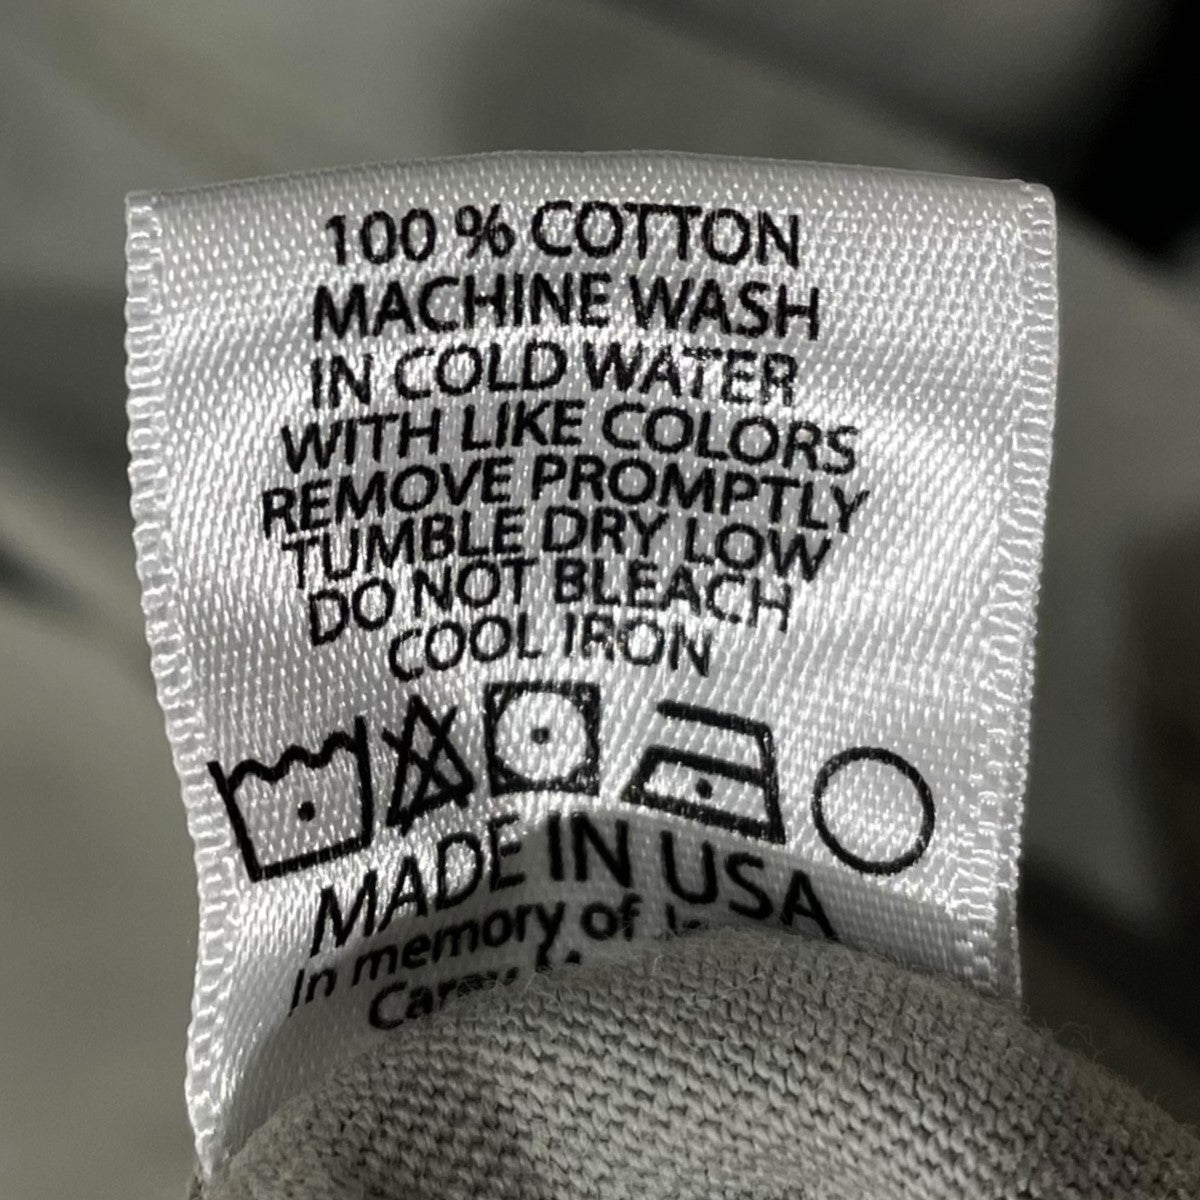 100 % COTTON
MACHINE WASH
IN COLD WATER
WITH LIKE COLORS
REMOVE PROMPTLY
TUMBLE DRY LOW
DO NOT BLEACH
COOL IRON
MADE IN USA
In memory of